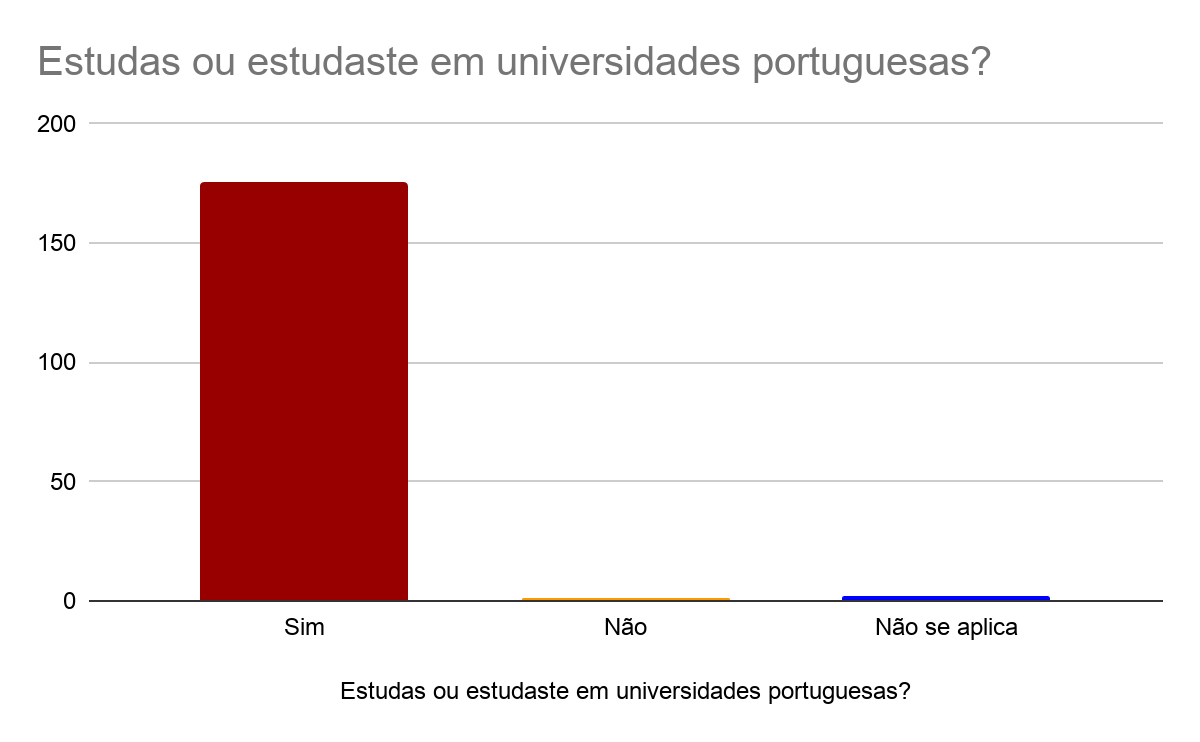 Estudas ou estudaste em universidades portuguesas?
200
150
100
50
0
Sim
Não
Não se aplica
Estudas ou estudaste em universidades portuguesas?